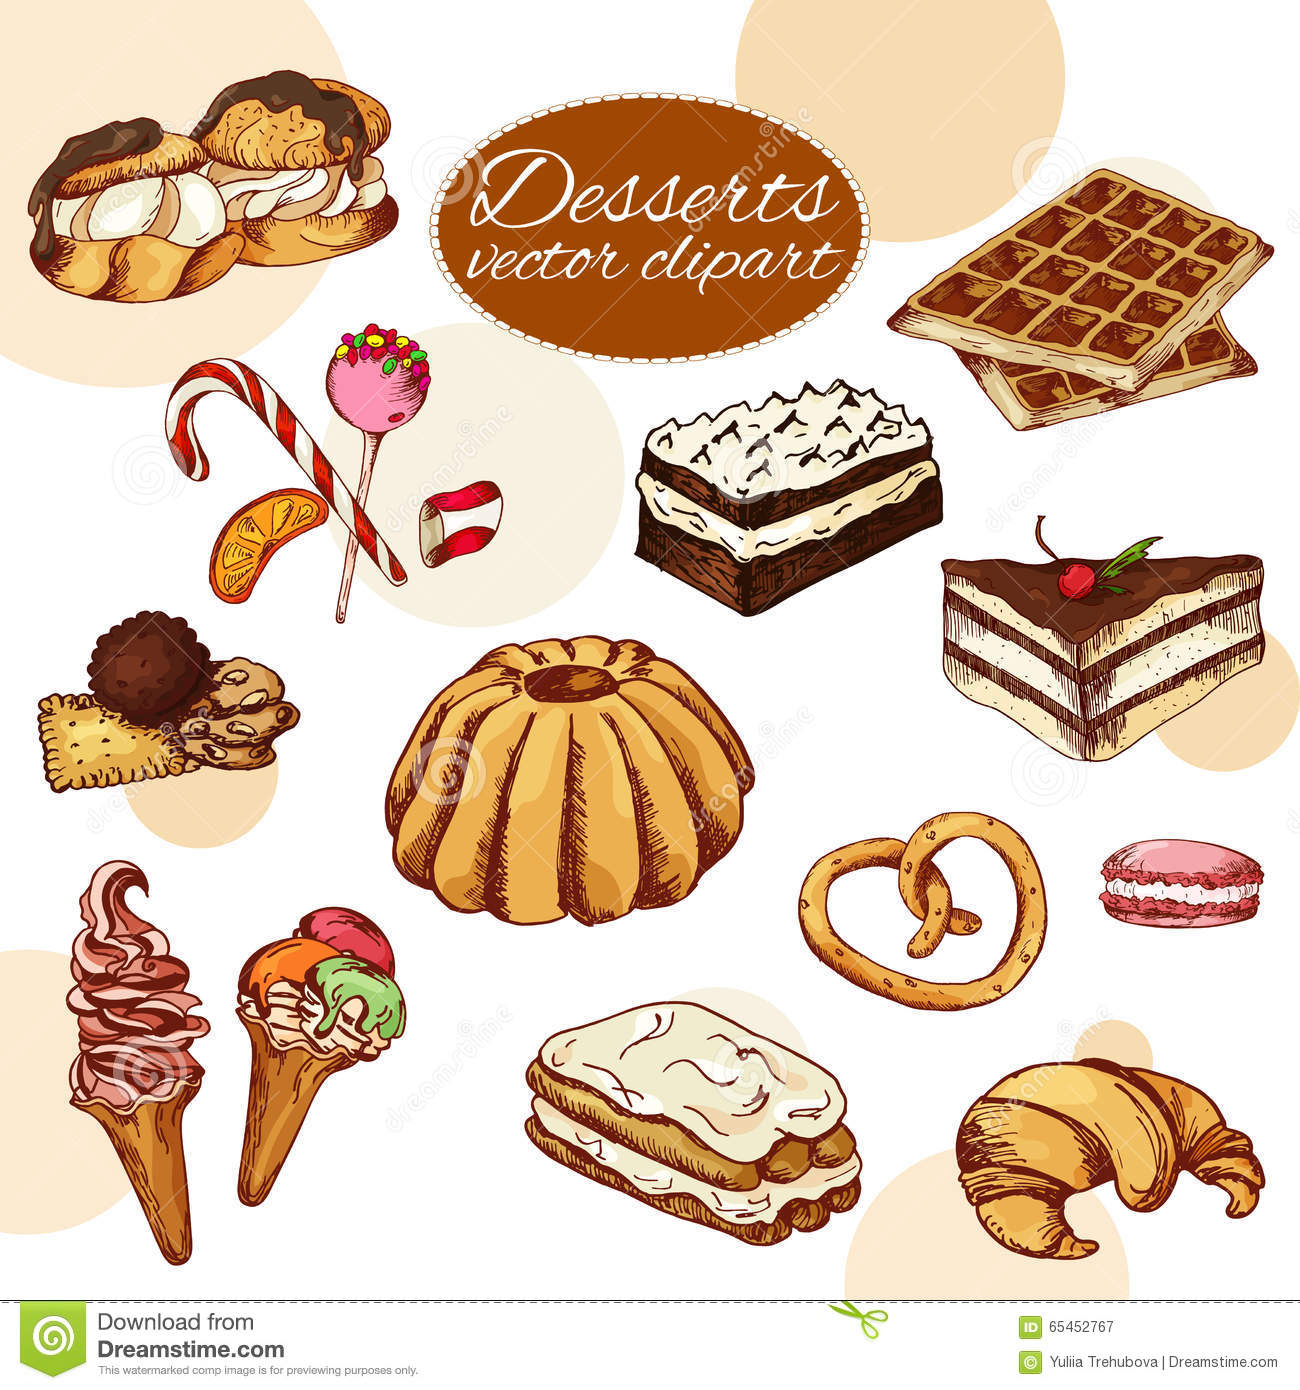 Desserts
vector clipart
Download from
Dreamstime.com
This watermarked comp image is for previewing purposes only.
ID 65452767
© Yuliia Trehubova | Dreamstime.com